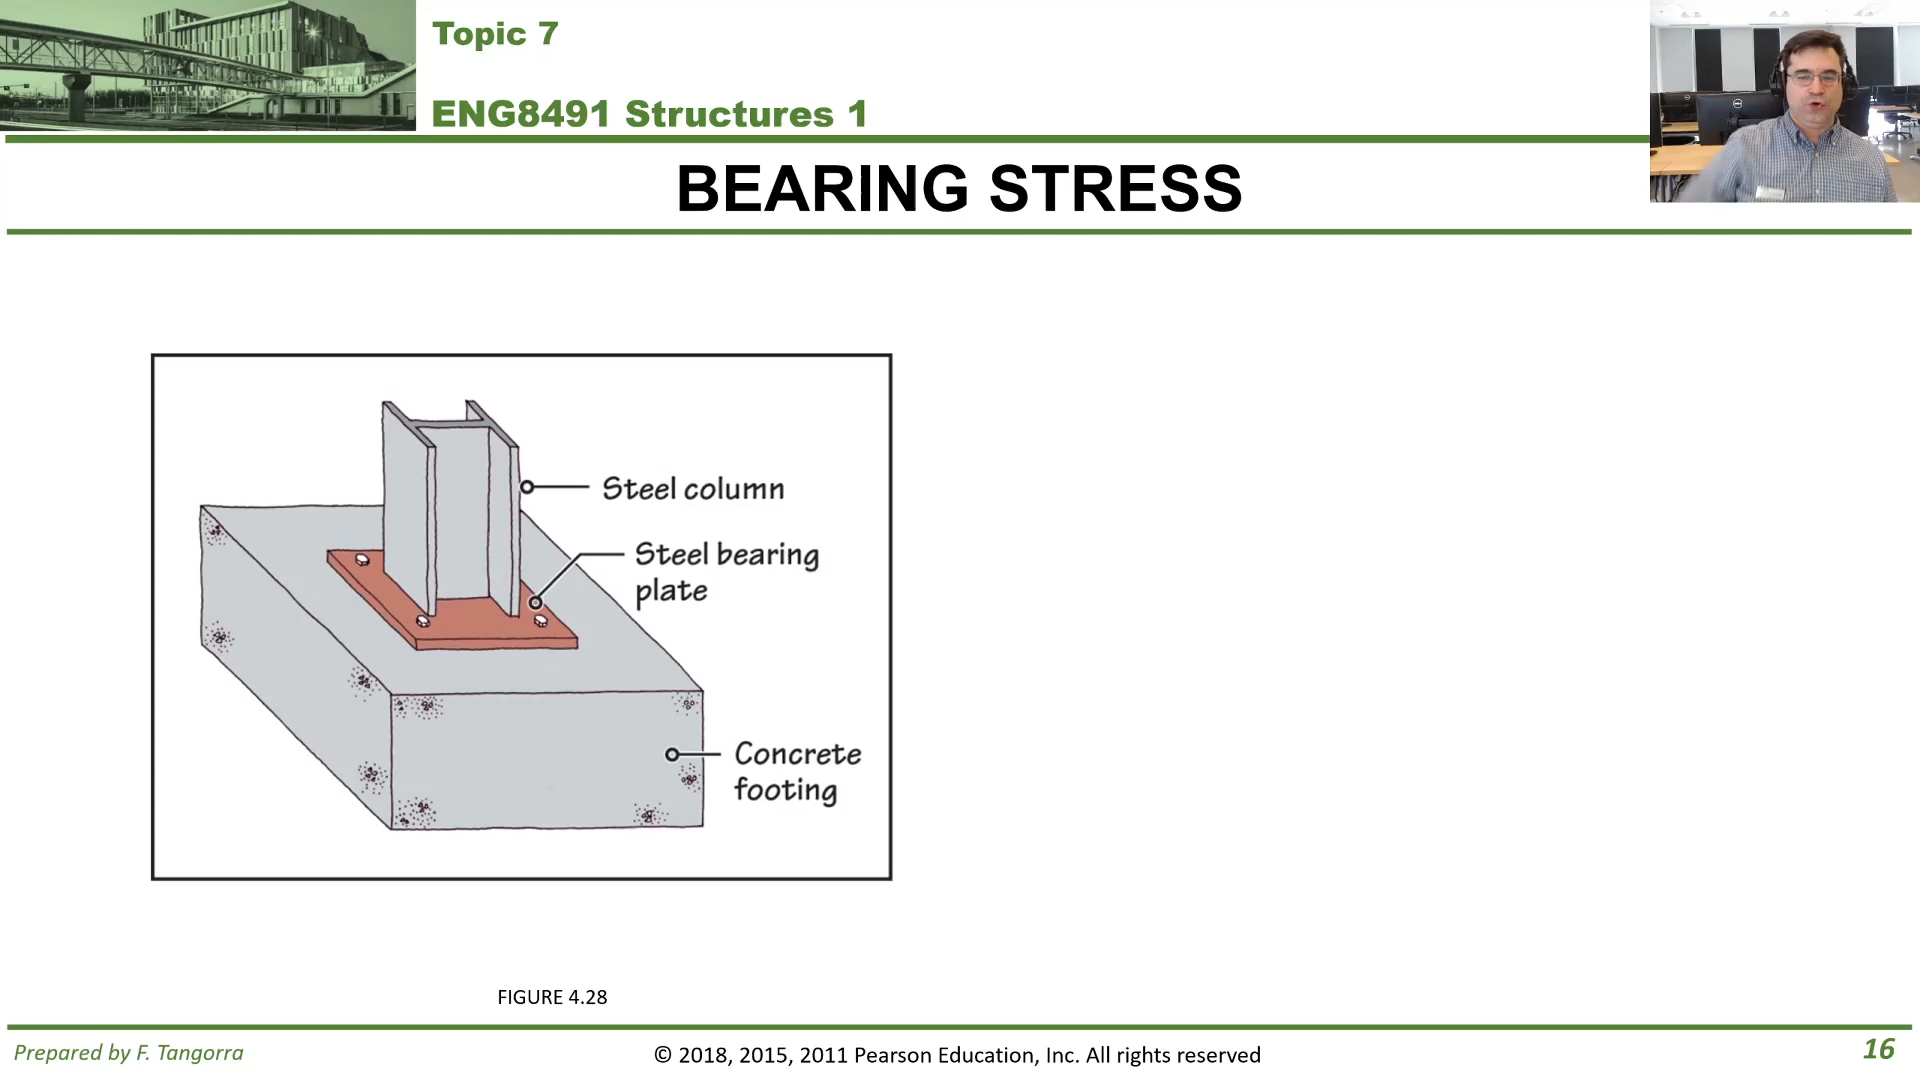 Topic 7
ENG8491 Structures 1
BEARING STRESS
Steel column
Steel bearing
plate
Concrete
footing
FIGURE 4.28
Prepared by F. Tangorra
© 2018, 2015, 2011 Pearson Education, Inc. All rights reserved
16